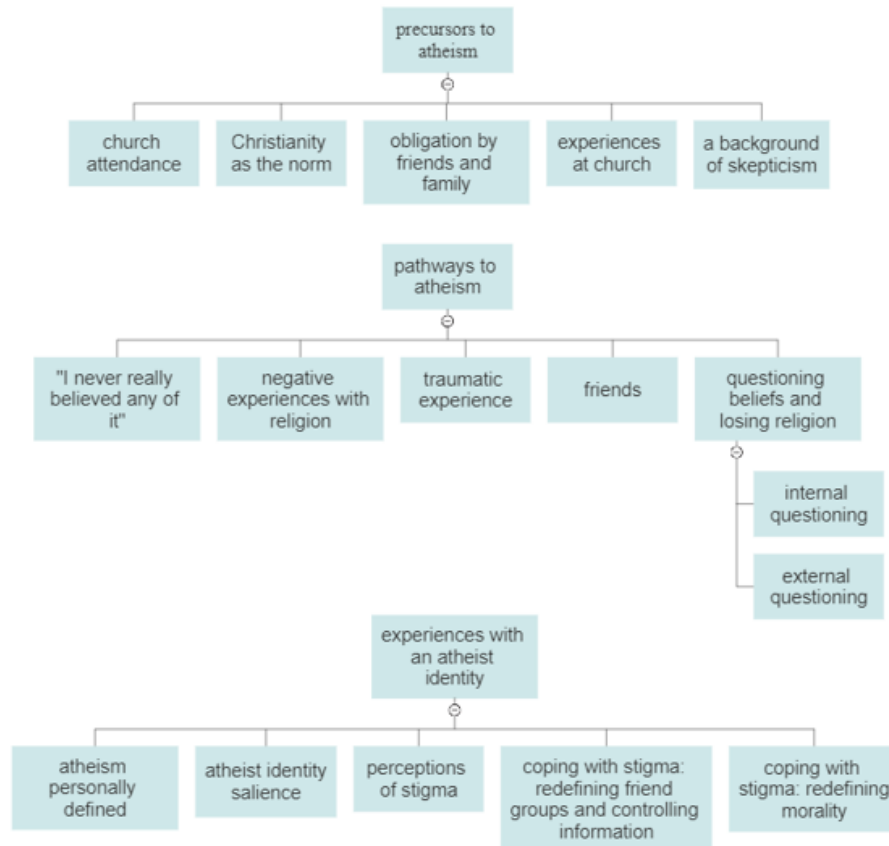 precursors to
atheism
church
attendance
Christianity
as the norm
obligation by
friends and
family
experiences
at church
a background
of skepticism
pathways to
atheism
"I never really
believed any of
it"
negative
experiences with
religion
traumatic
experience
friends
questioning
beliefs and
losing religion
internal
questioning
external
questioning
experiences with
an atheist
identity
atheism
personally
defined
atheist identity
salience
perceptions
of stigma
coping with stigma:
redefining friend
groups and controlling
information
coping with
stigma: redefining
morality